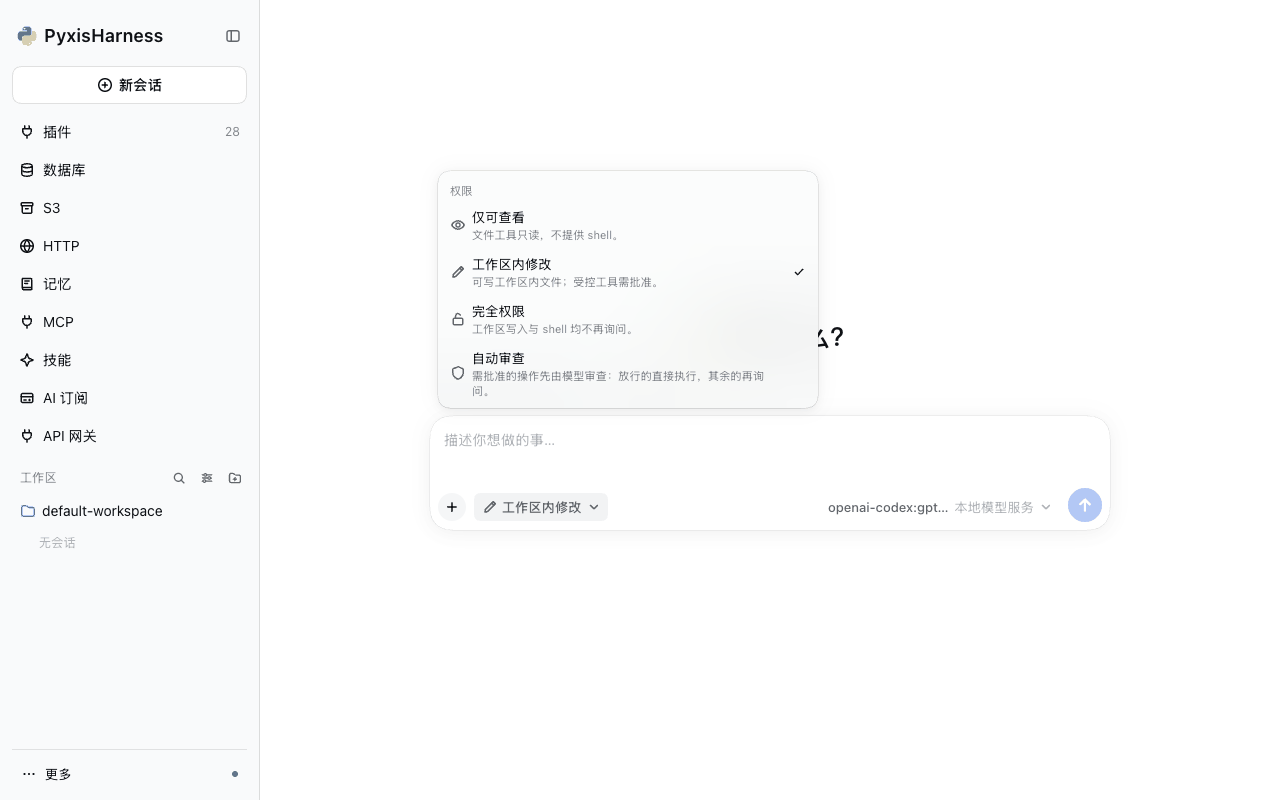 PyxisHarness
新会话
插件 28
数据库
S3
HTTP
记忆
MCP
技能
AI 订阅
API 网关
工作区
default-workspace
无会话
更多
权限
仅可查看
文件工具只读，不提供 shell。
工作区内修改
可写工作区内文件；受控工具需批准。
完全权限
工作区写入与 shell 均不再询问。
自动审查
需批准的操作先由模型审查：放行的直接执行，其余的再询
问。
么？
描述你想做的事…
工作区内修改
openai-codex:gpt... 本地模型服务